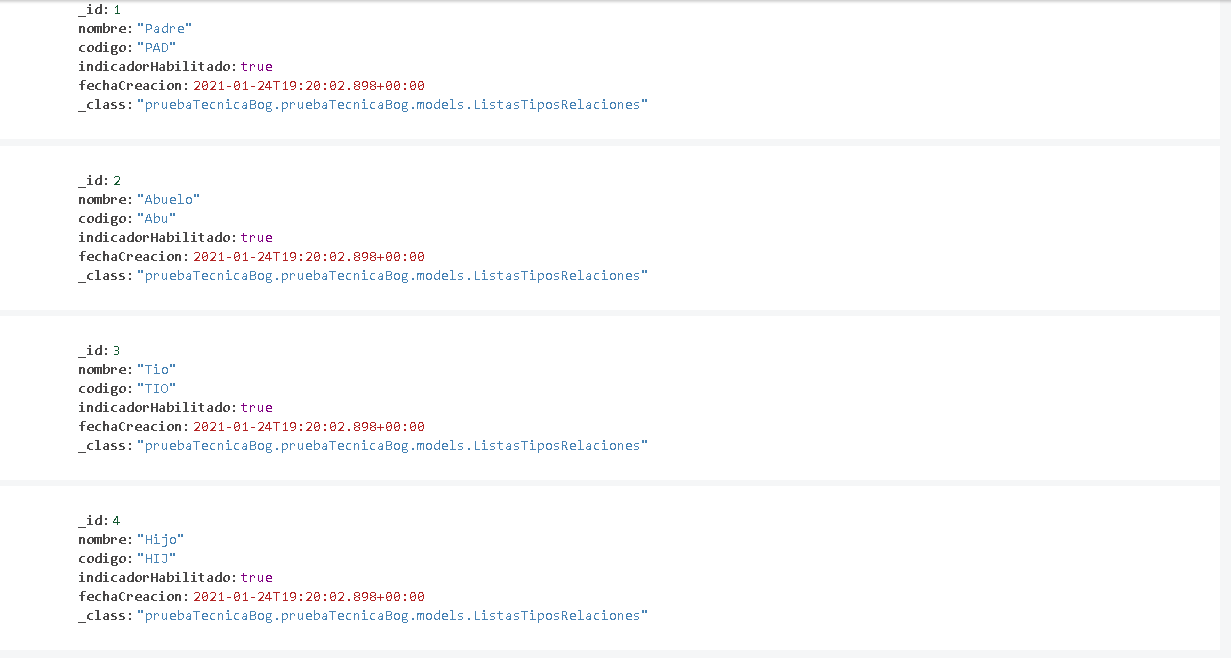 _id: 1
nombre: "Padre"
codigo: "PAD"
indicadorHabilitado: true
fechaCreacion: 2021-01-24T19:20:02.898+00:00
_class: "pruebaTecnicaBog.pruebaTecnicaBog.models.ListasTiposRelaciones"
_id: 2
nombre: "Abuelo"
codigo: "Abu"
indicadorHabilitado: true
fechaCreacion: 2021-01-24T19:20:02.898+00:00
_class: "pruebaTecnicaBog.pruebaTecnicaBog.models.ListasTiposRelaciones"
_id: 3
nombre: "Tio"
codigo: "TIO"
indicadorHabilitado: true
fechaCreacion: 2021-01-24T19:20:02.898+00:00
_class: "pruebaTecnicaBog.pruebaTecnicaBog.models.ListasTiposRelaciones"
_id: 4
nombre: "Hijo"
codigo: "HIJ"
indicadorHabilitado: true
fechaCreacion: 2021-01-24T19:20:02.898+00:00
_class: "pruebaTecnicaBog.pruebaTecnicaBog.models.ListasTiposRelaciones"